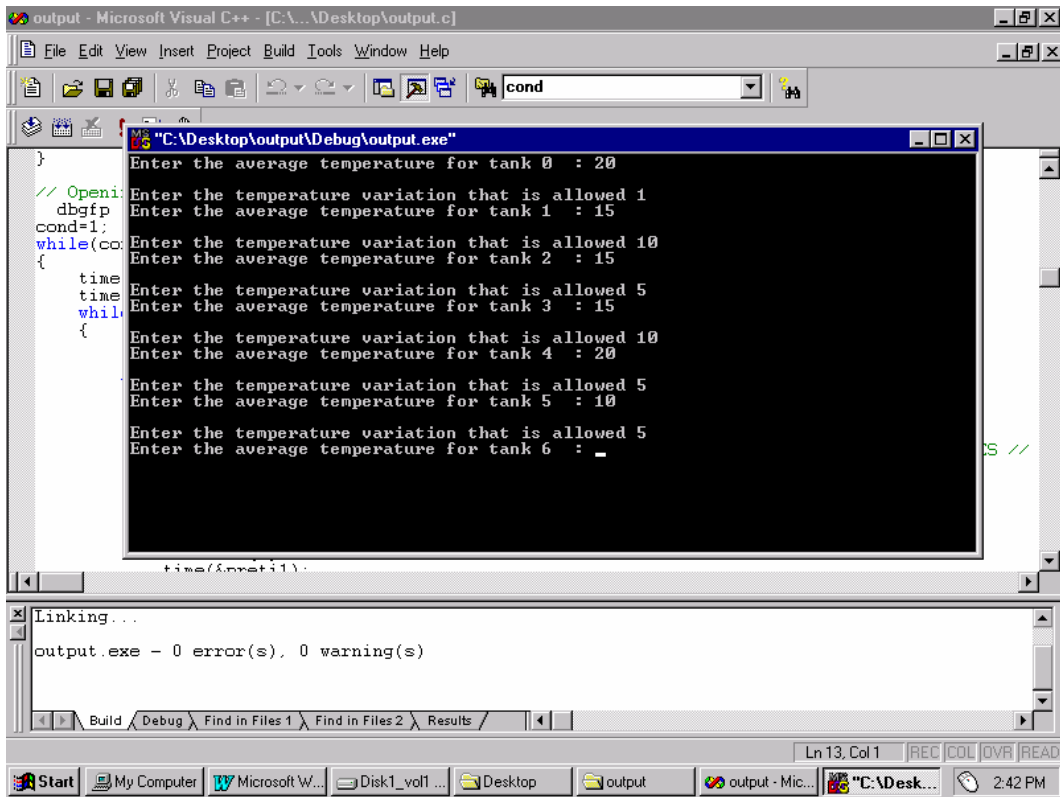 output - Microsoft Visual C++ - [C:\...\Desktop\output.c]
File Edit View Insert Project Build Tools Window Help
cond
"C:\Desktop\output\Debug\output.exe"
}
// Openi
dbgfp
cond=1;
while(co
{
time
time
whil
{
Enter the average temperature for tank 0 : 20
Enter the temperature variation that is allowed 1
Enter the average temperature for tank 1 : 15
Enter the temperature variation that is allowed 10
Enter the average temperature for tank 2 : 15
Enter the temperature variation that is allowed 5
Enter the average temperature for tank 3 : 15
Enter the temperature variation that is allowed 10
Enter the average temperature for tank 4 : 20
Enter the temperature variation that is allowed 5
Enter the average temperature for tank 5 : 10
Enter the temperature variation that is allowed 5
Enter the average temperature for tank 6 : _
CS //
time(&preti1);
Linking...
output.exe - 0 error(s), 0 warning(s)
Build Debug Find in Files 1 Find in Files 2 Results
Ln 13, Col 1 REC COL OVR READ
Start My Computer Microsoft W... Disk1_vol1 ... Desktop output output - Mic... "C:\Desk... 2:42 PM